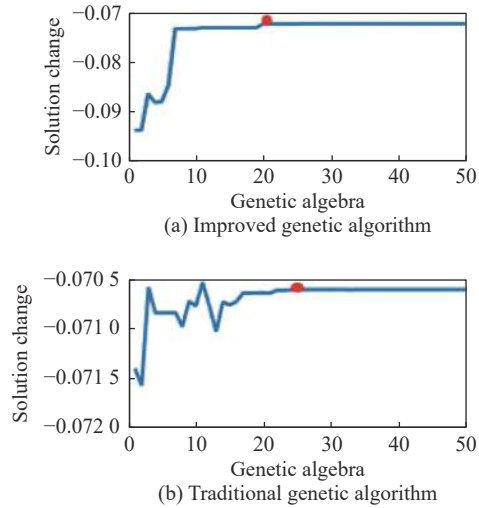 −0.07
−0.08
−0.09
−0.10
Solution change
0 10 20 30 40 50
Genetic algebra
(a) Improved genetic algorithm
−0.070 5
−0.071 0
−0.071 5
−0.072 0
Solution change
0 10 20 30 40 50
Genetic algebra
(b) Traditional genetic algorithm